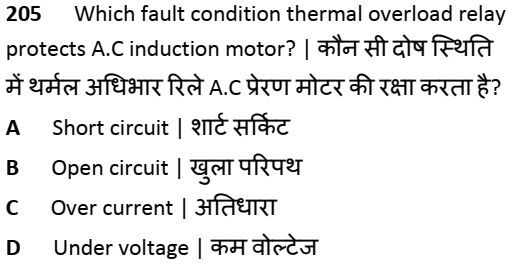 205 Which fault condition thermal overload relay
protects A.C induction motor? | कौन सी दोष स्थिति
में थर्मल अधिभार रिले A.C प्रेरण मोटर की रक्षा करता है?
A Short circuit | शार्ट सर्किट
B Open circuit | खुला परिपथ
C Over current | अतिधारा
D Under voltage | कम वोल्टेज